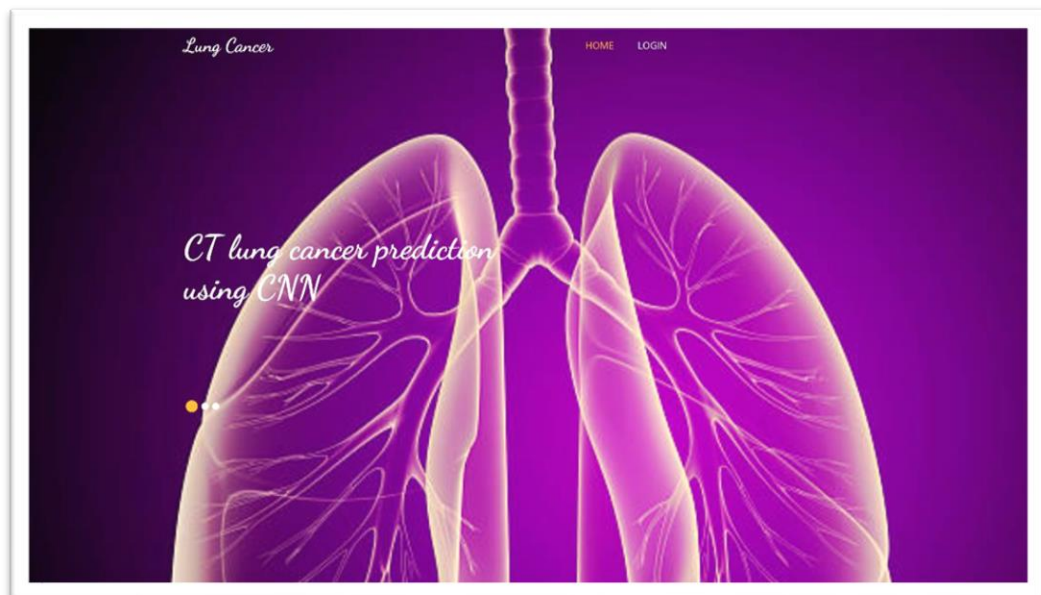 Lung Cancer
HOME LOGIN
CT lung cancer prediction
using CNN